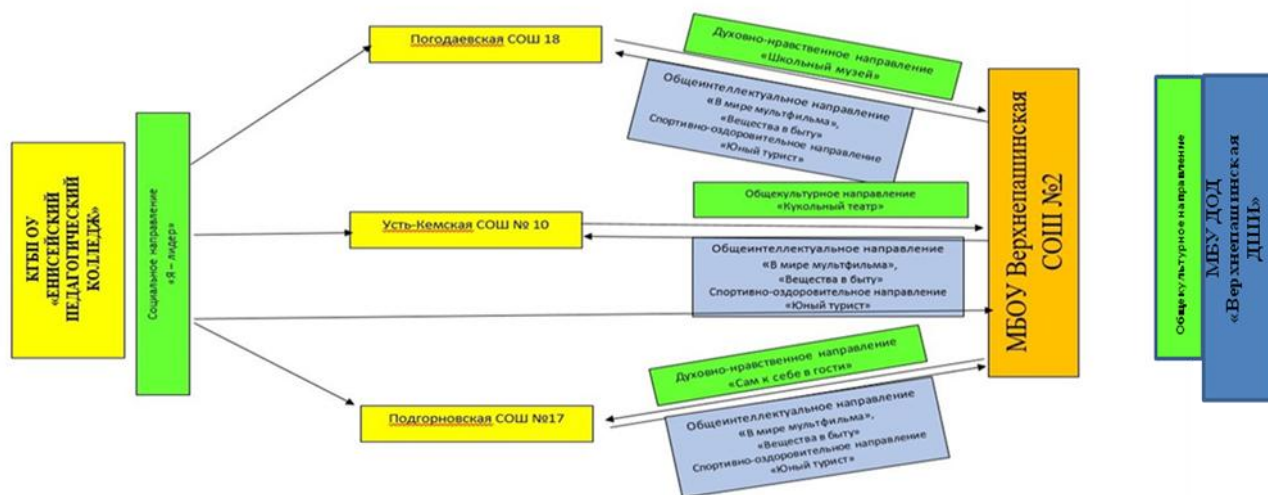 КГБП ОУ
«ЕНИСЕЙСКИЙ
ПЕДАГОГИЧЕСКИЙ
КОЛЛЕДЖ»
Социальное направление
«Я – лидер»
Погодаевская СОШ 18
Духовно-нравственное направление
«Школьный музей»
Общеинтеллектуальное направление
«В мире мультфильма»,
«Вещества в быту»
Спортивно-оздоровительное направление
«Юный турист»
Усть-Кемская СОШ № 10
Общекультурное направление
«Кукольный театр»
Общеинтеллектуальное направление
«В мире мультфильма»,
«Вещества в быту»
Спортивно-оздоровительное направление
«Юный турист»
Подгорновская СОШ №17
Духовно-нравственное направление
«Сам к себе в гости»
Общеинтеллектуальное направление
«В мире мультфильма»,
«Вещества в быту»
Спортивно-оздоровительное направление
«Юный турист»
МБОУ Верхнепашинская
СОШ №2
Общекультурное направление
МБУ ДОД
«Верхнепашинская
ДШИ»